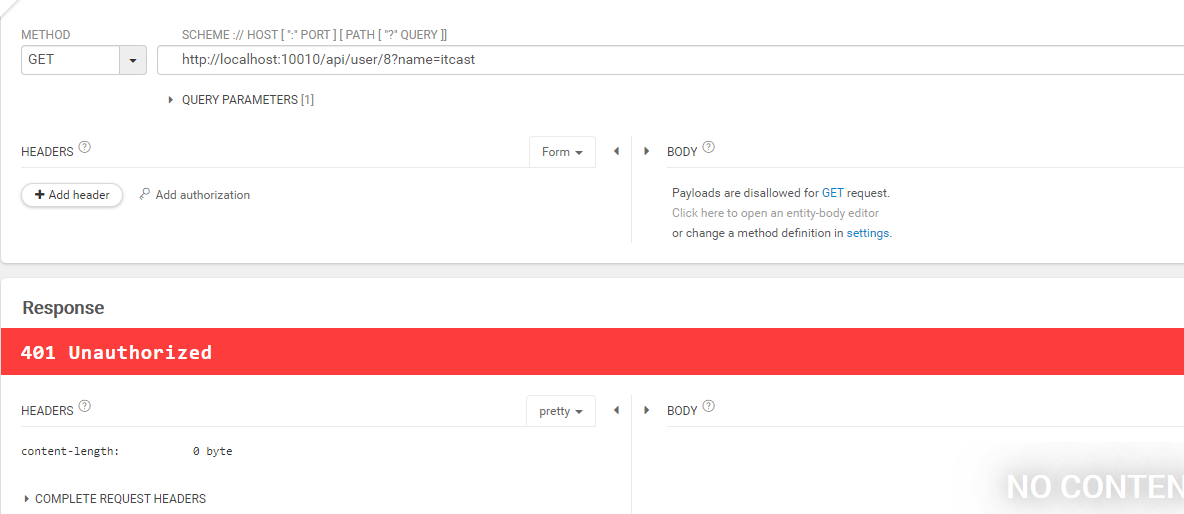 METHOD
SCHEME :// HOST [ ":" PORT ] [ PATH [ "?" QUERY ]]
GET
http://localhost:10010/api/user/8?name=itcast
QUERY PARAMETERS [1]
HEADERS ?
Form
BODY ?
+ Add header
Add authorization
Payloads are disallowed for GET request.
Click here to open an entity-body editor
or change a method definition in settings.
Response
401 Unauthorized
HEADERS ?
pretty
BODY ?
content-length: 0 byte
COMPLETE REQUEST HEADERS
NO CONTEN